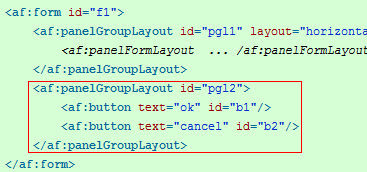 <af:form id="f1">
<af:panelGroupLayout id="pgl1" layout="horizonta
<af:panelFormLayout ... /af:panelFormLayout
</af:panelGroupLayout>
<af:panelGroupLayout id="pgl2">
<af:button text="ok" id="b1"/>
<af:button text="cancel" id="b2"/>
</af:panelGroupLayout>
</af:form>